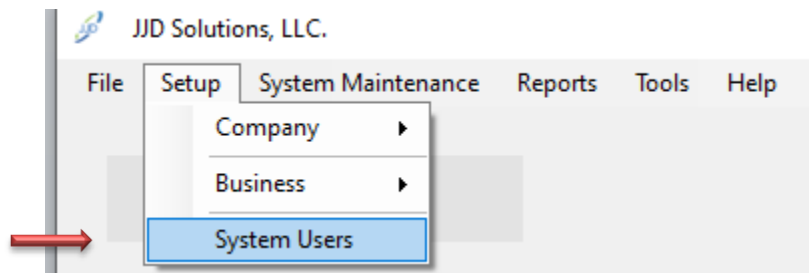 JJD Solutions, LLC.
File Setup System Maintenance Reports Tools Help
Company
Business
System Users